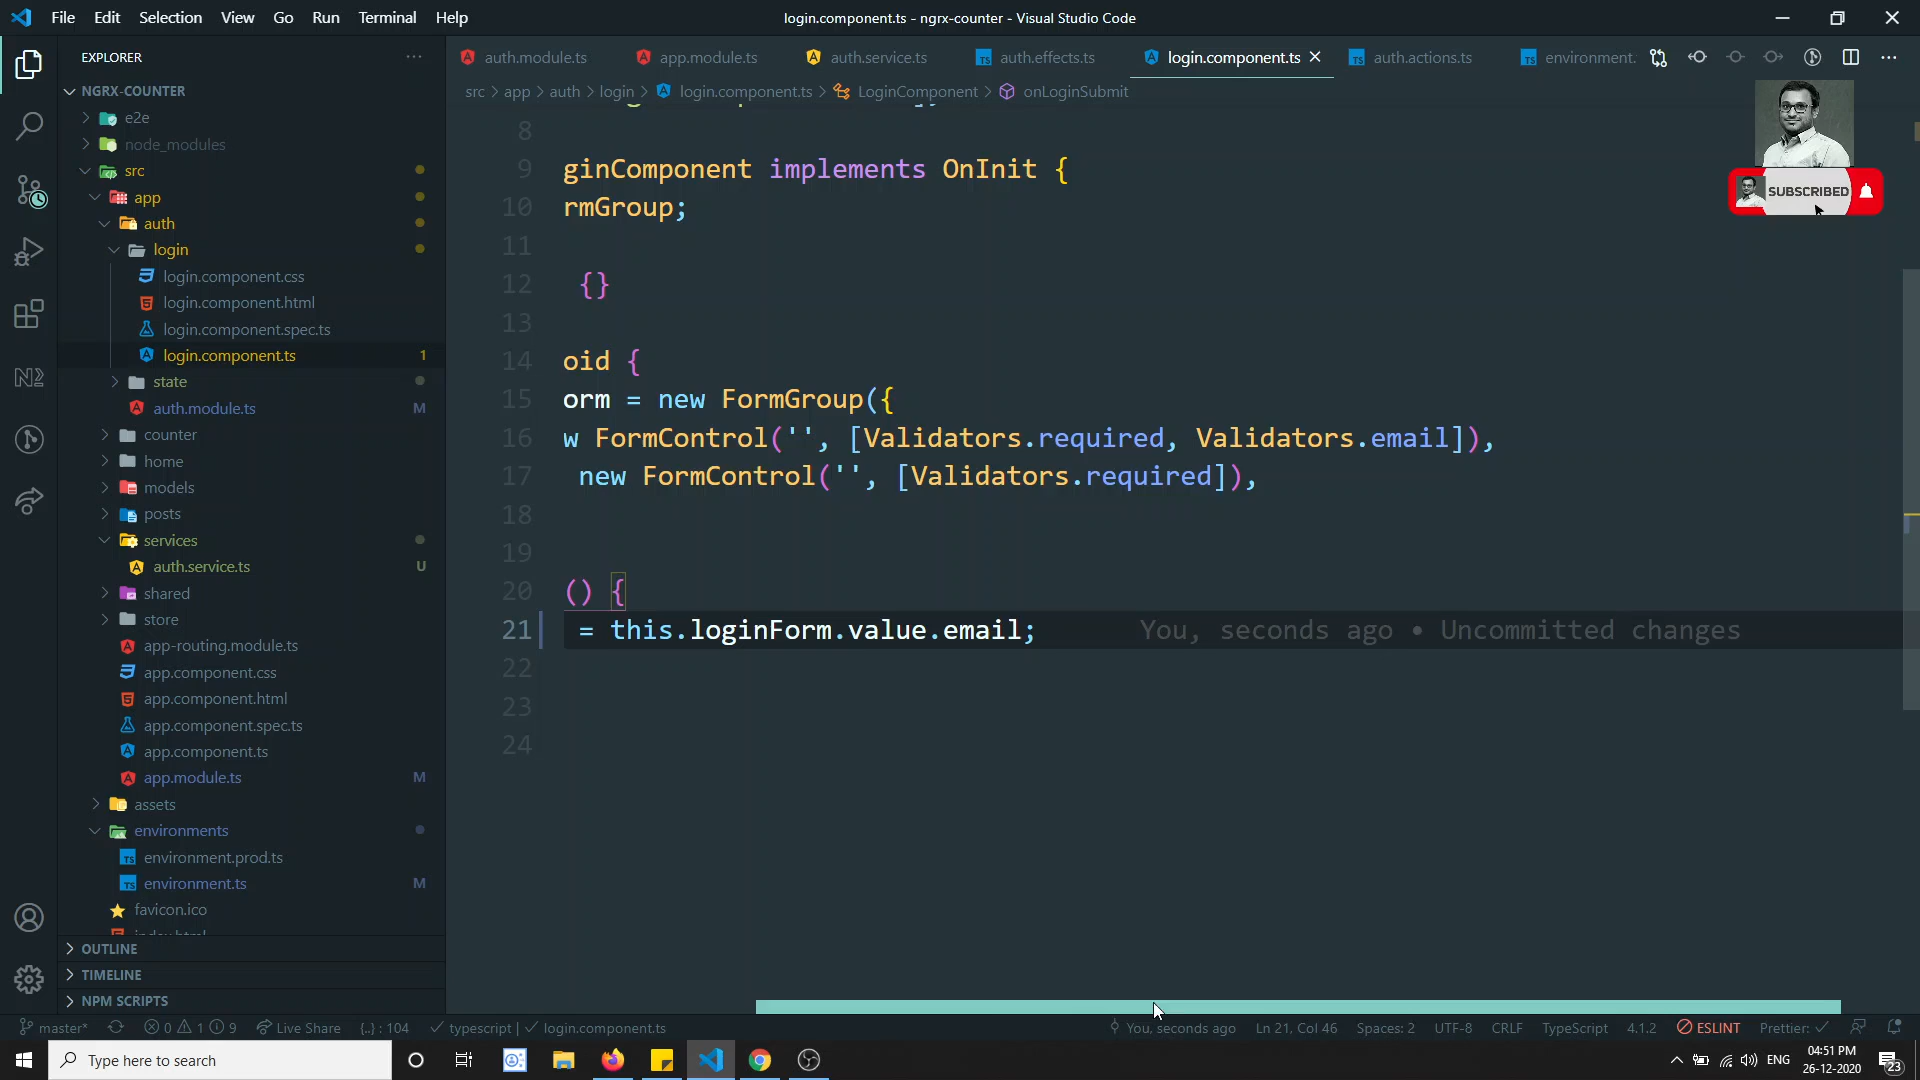 File Edit Selection View Go Run Terminal Help
login.component.ts - ngrx-counter - Visual Studio Code
EXPLORER
NGRX-COUNTER
e2e
node_modules
src
app
auth
login
login.component.css
login.component.html
login.component.spec.ts
login.component.ts 1
state
auth.module.ts M
counter
home
models
posts
services
auth.service.ts U
shared
store
app-routing.module.ts
app.component.css
app.component.html
app.component.spec.ts
app.component.ts
app.module.ts M
assets
environments
environment.prod.ts
environment.ts M
favicon.ico
OUTLINE
TIMELINE
NPM SCRIPTS
auth.module.ts app.module.ts auth.service.ts auth.effects.ts login.component.ts auth.actions.ts environment.
src > app > auth > login > login.component.ts > LoginComponent > onLoginSubmit
8
9 ginComponent implements OnInit {
10 rmGroup;
11
12 {}
13
14 oid {
15 orm = new FormGroup({
16 w FormControl('', [Validators.required, Validators.email]),
17 new FormControl('', [Validators.required]),
18
19
20 () {
21 = this.loginForm.value.email; You, seconds ago • Uncommitted changes
22
23
24
SUBSCRIBED
master* 0 1 9 Live Share {..} : 104 typescript | login.component.ts
You, seconds ago Ln 21, Col 46 Spaces: 2 UTF-8 CRLF TypeScript 4.1.2 ESLINT Prettier:
Type here to search
ENG
04:51 PM
26-12-2020
23